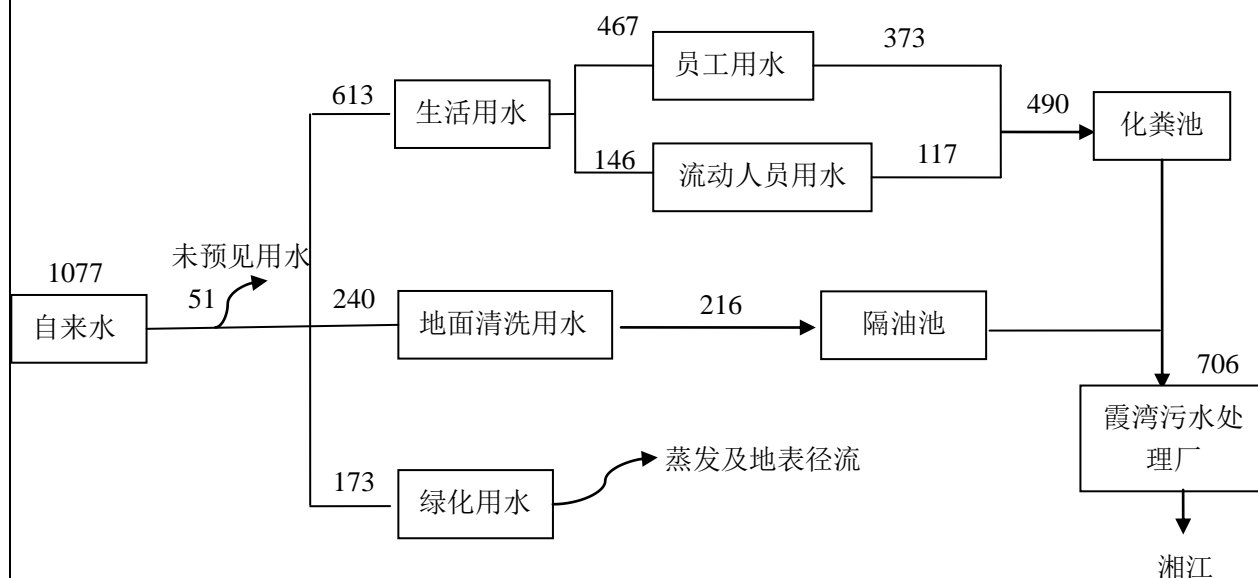 467
员工用水
373
613
生活用水
490
化粪池
146
流动人员用水
117
未预见用水
1077
51
240
自来水
地面清洗用水
216
隔油池
706
霞湾污水处
理厂
173
绿化用水
蒸发及地表径流
湘江